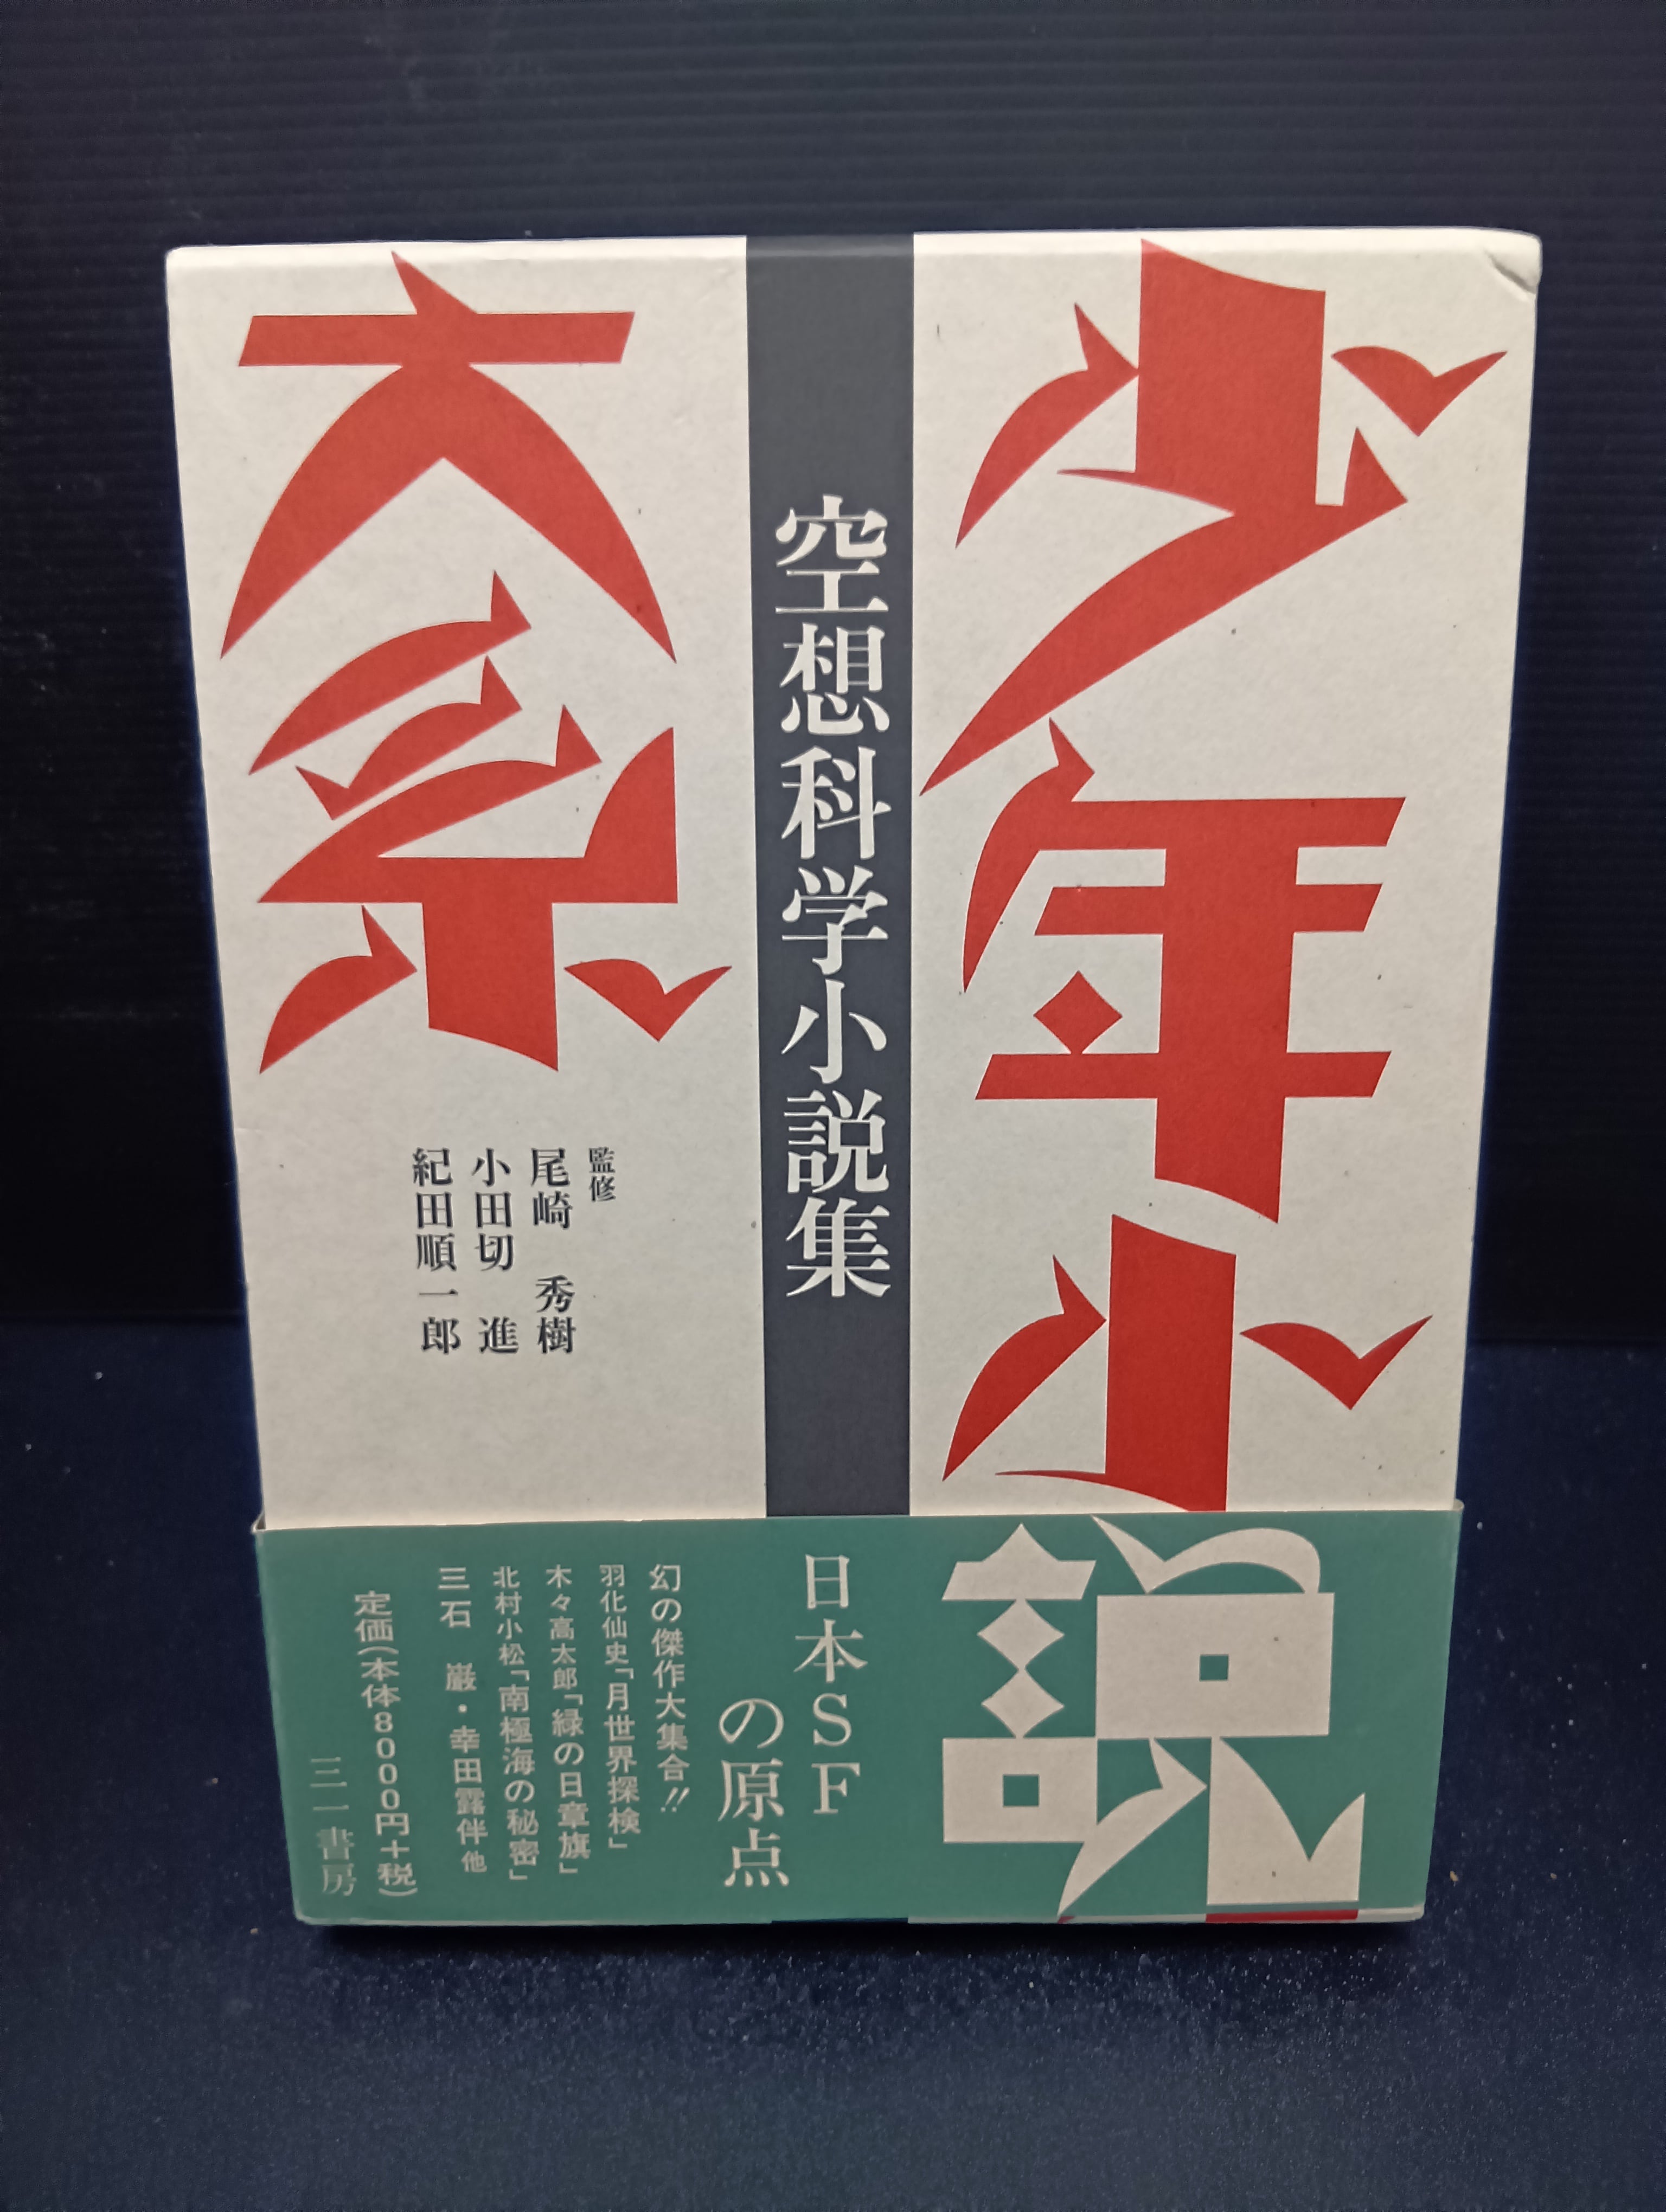 少年小説
大系
空想科学小説集
監修
尾崎 秀樹
小田切 進
紀田順一郎
日本SF
の原点
幻の傑作大集合!!
羽化仙史「月世界探検」
木々高太郎「緑の日章旗」
北村小松「南極海の秘密」
三石 巌・幸田露伴 他
定価(本体8000円+税)
三一書房